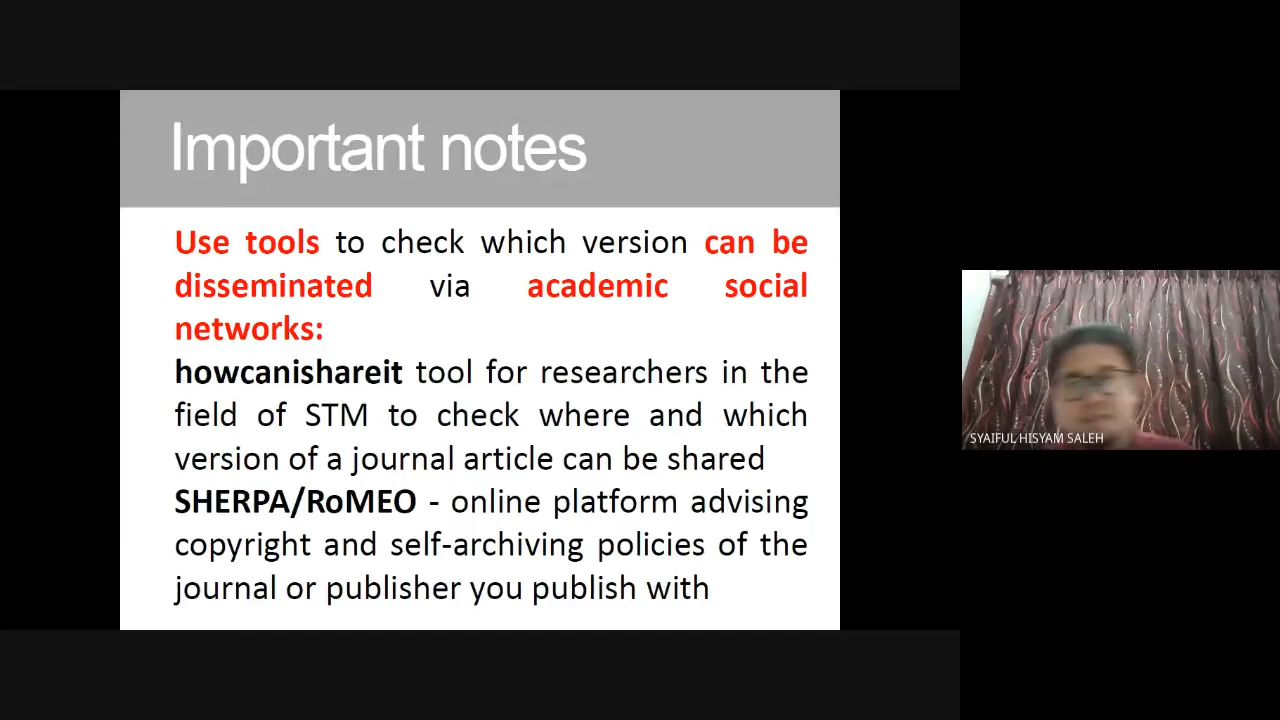 Important notes
Use tools to check which version can be
disseminated via academic social
networks:
howcanishareit tool for researchers in the
field of STM to check where and which
version of a journal article can be shared
SHERPA/RoMEO - online platform advising
copyright and self-archiving policies of the
journal or publisher you publish with
SYAIFUL HISYAM SALEH